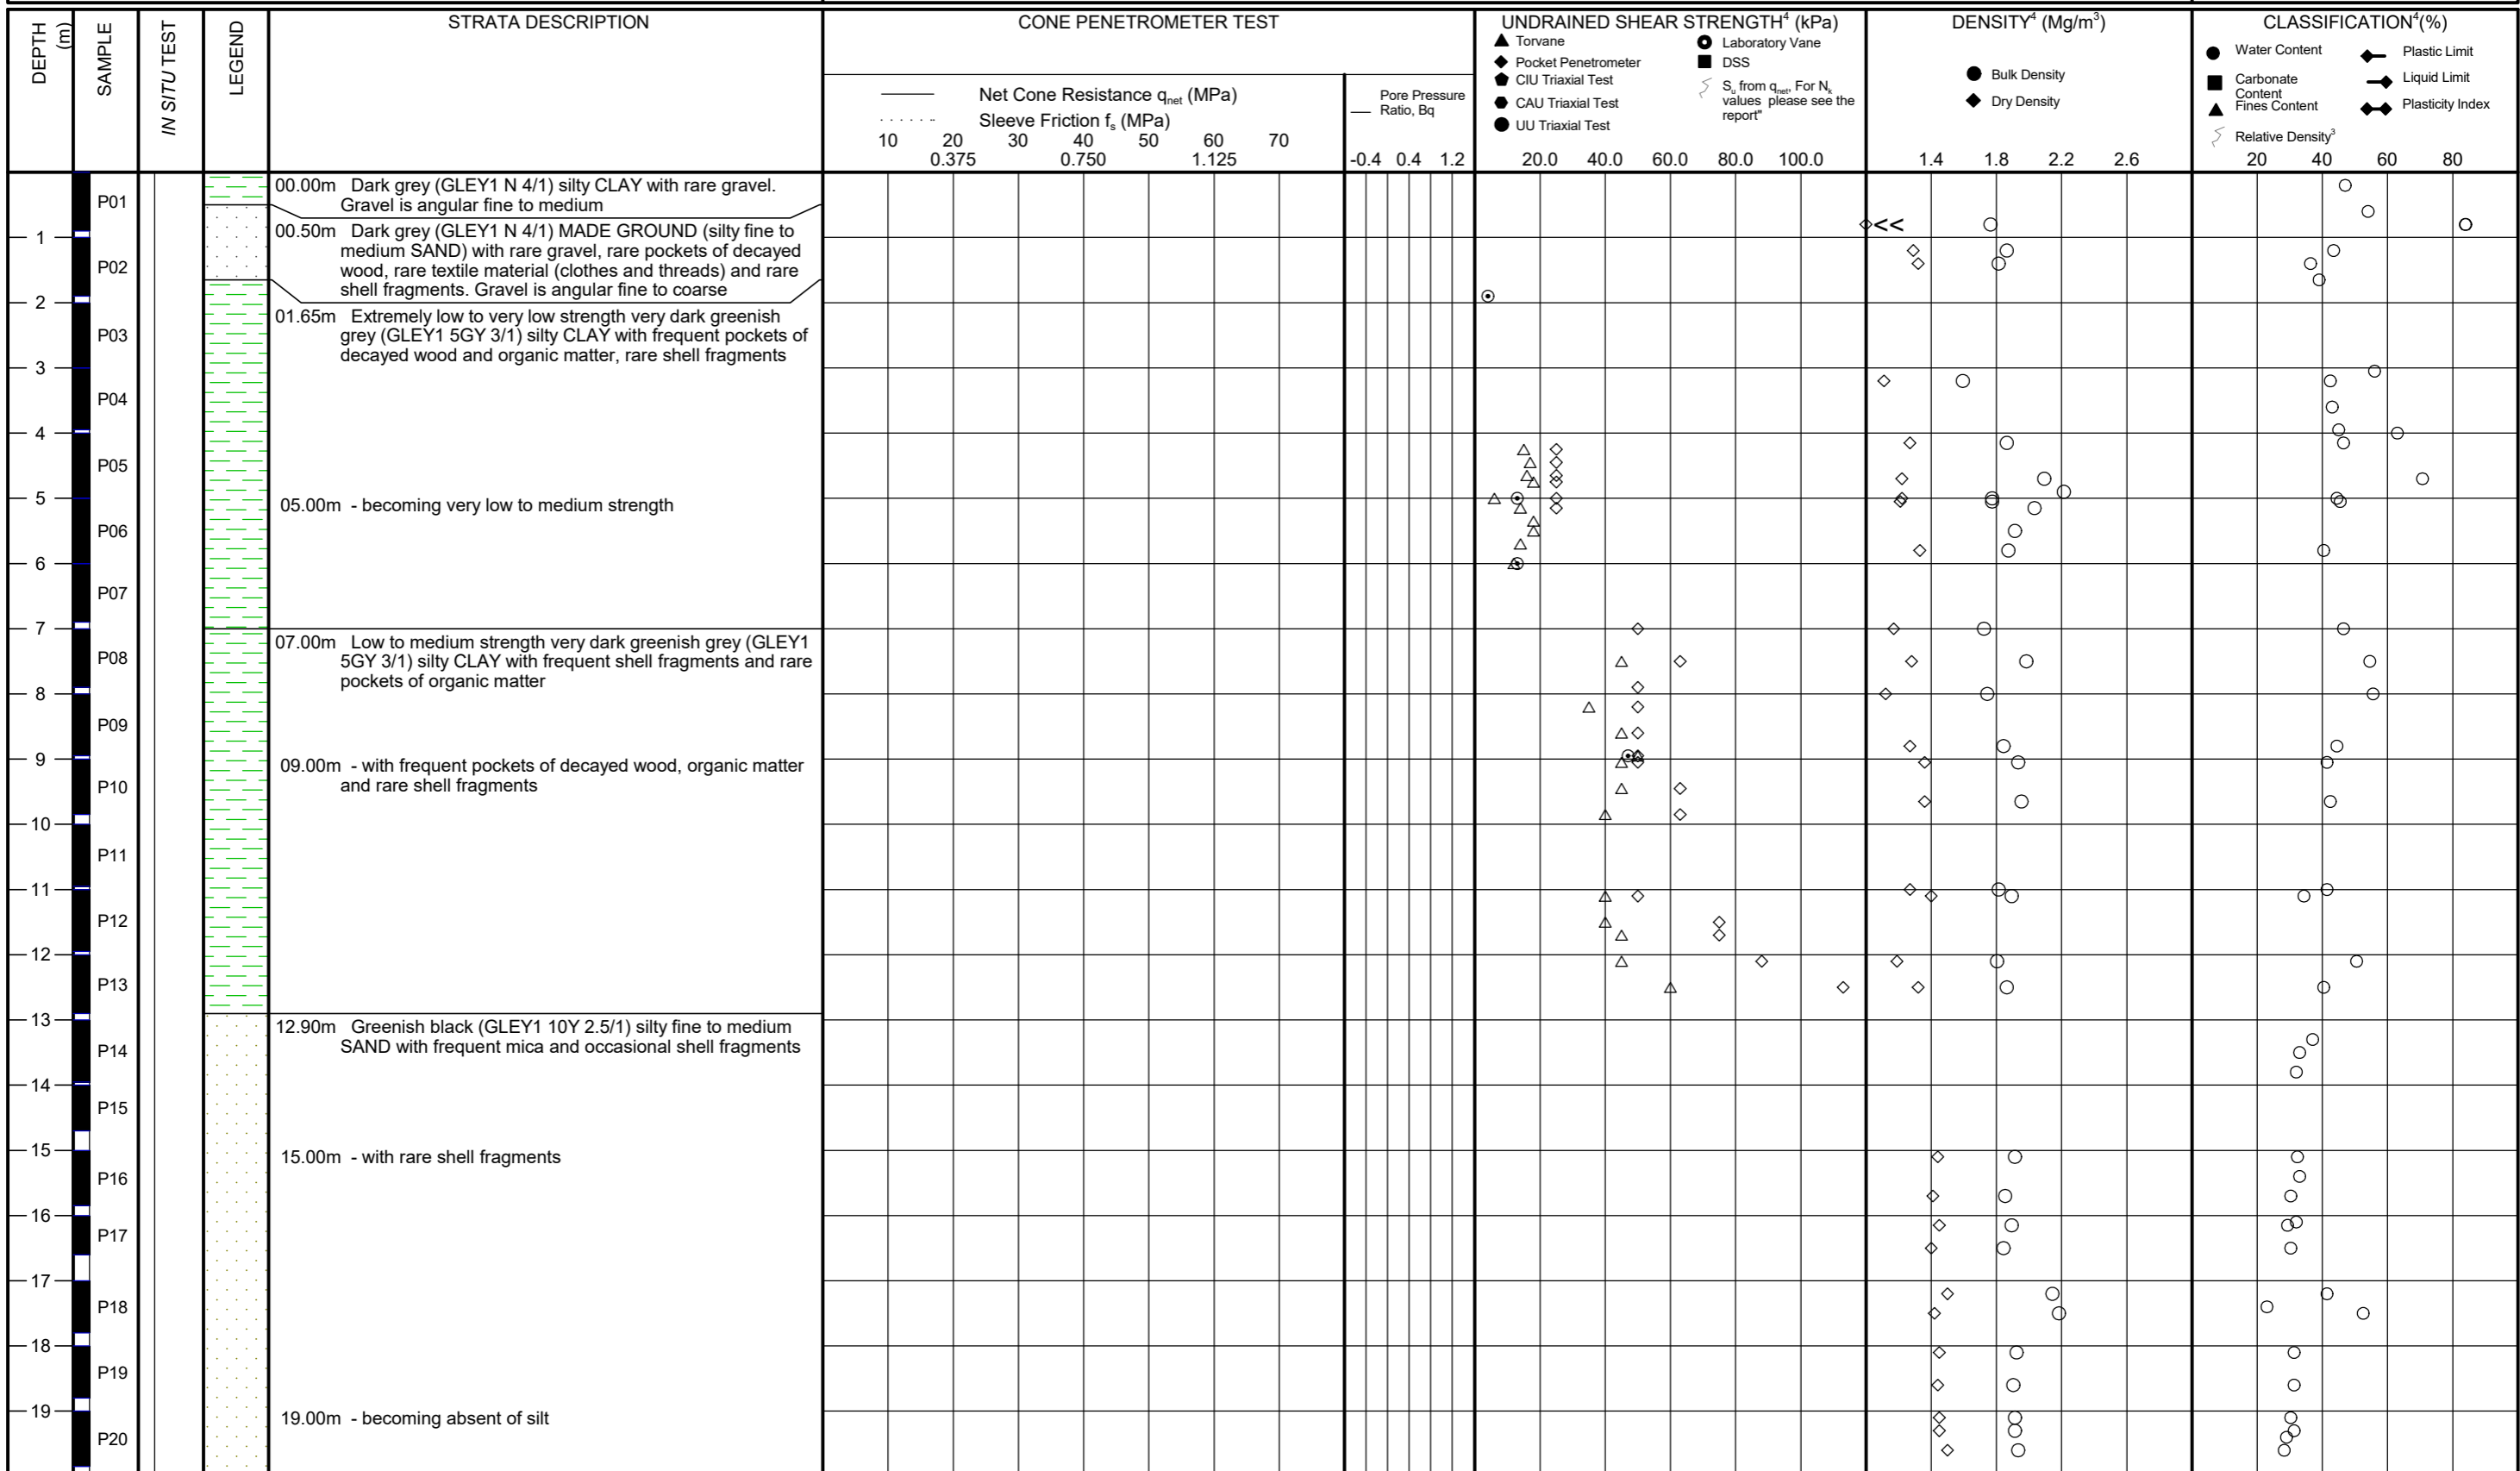 DEPTH (m)
SAMPLE
IN SITU TEST
LEGEND
STRATA DESCRIPTION
CONE PENETROMETER TEST
Net Cone Resistance qnet (MPa)
Sleeve Friction fs (MPa)
10 20 30 40 50 60 70
0.375 0.750 1.125
Pore Pressure
Ratio, Bq
-0.4 0.4 1.2
UNDRAINED SHEAR STRENGTH⁴ (kPa)
Torvane
Pocket Penetrometer
CIU Triaxial Test
CAU Triaxial Test
UU Triaxial Test
Laboratory Vane
DSS
Su from qnet, For Nk
values please see the
report"
20.0 40.0 60.0 80.0 100.0
DENSITY⁴ (Mg/m³)
Bulk Density
Dry Density
1.4 1.8 2.2 2.6
CLASSIFICATION⁴(%)
Water Content
Carbonate
Content
Fines Content
Relative Density³
Plastic Limit
Liquid Limit
Plasticity Index
20 40 60 80
00.00m Dark grey (GLEY1 N 4/1) silty CLAY with rare gravel.
Gravel is angular fine to medium
00.50m Dark grey (GLEY1 N 4/1) MADE GROUND (silty fine to
medium SAND) with rare gravel, rare pockets of decayed
wood, rare textile material (clothes and threads) and rare
shell fragments. Gravel is angular fine to coarse
01.65m Extremely low to very low strength very dark greenish
grey (GLEY1 5GY 3/1) silty CLAY with frequent pockets of
decayed wood and organic matter, rare shell fragments
05.00m - becoming very low to medium strength
07.00m Low to medium strength very dark greenish grey (GLEY1
5GY 3/1) silty CLAY with frequent shell fragments and rare
pockets of organic matter
09.00m - with frequent pockets of decayed wood, organic matter
and rare shell fragments
12.90m Greenish black (GLEY1 10Y 2.5/1) silty fine to medium
SAND with frequent mica and occasional shell fragments
15.00m - with rare shell fragments
19.00m - becoming absent of silt
P01
1
P02
2
P03
3
P04
4
P05
5
P06
6
P07
7
P08
8
P09
9
P10
10
P11
11
P12
12
P13
13
P14
14
P15
15
P16
16
P17
17
P18
18
P19
19
P20
<<